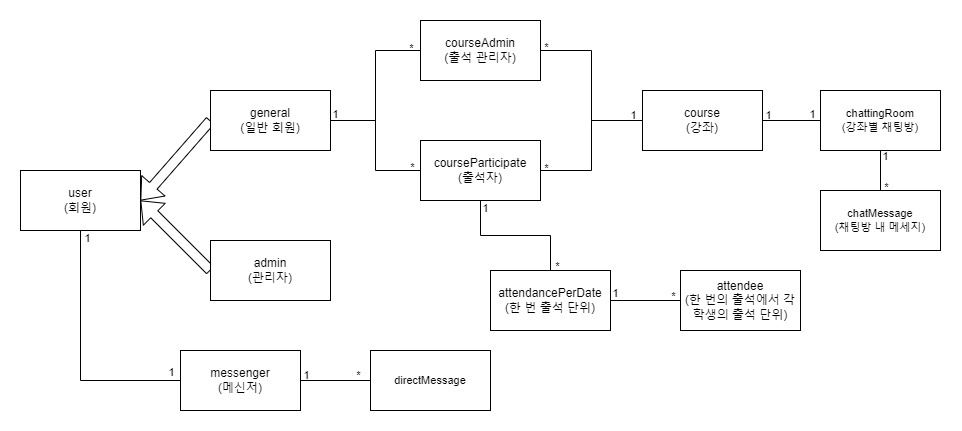 courseAdmin
(출석 관리자)
*
*
general
(일반 회원)
1
1
course
(강좌)
1
1
chattingRoom
(강좌별 채팅방)
1
courseParticipate
(출석자)
*
*
1
user
(회원)
1
*
chatMessage
(채팅방 내 메세지)
admin
(관리자)
*
attendancePerDate
(한 번 출석 단위)
1
*
attendee
(한 번의 출석에서 각
학생의 출석 단위)
1
messenger
(메신저)
1
*
directMessage